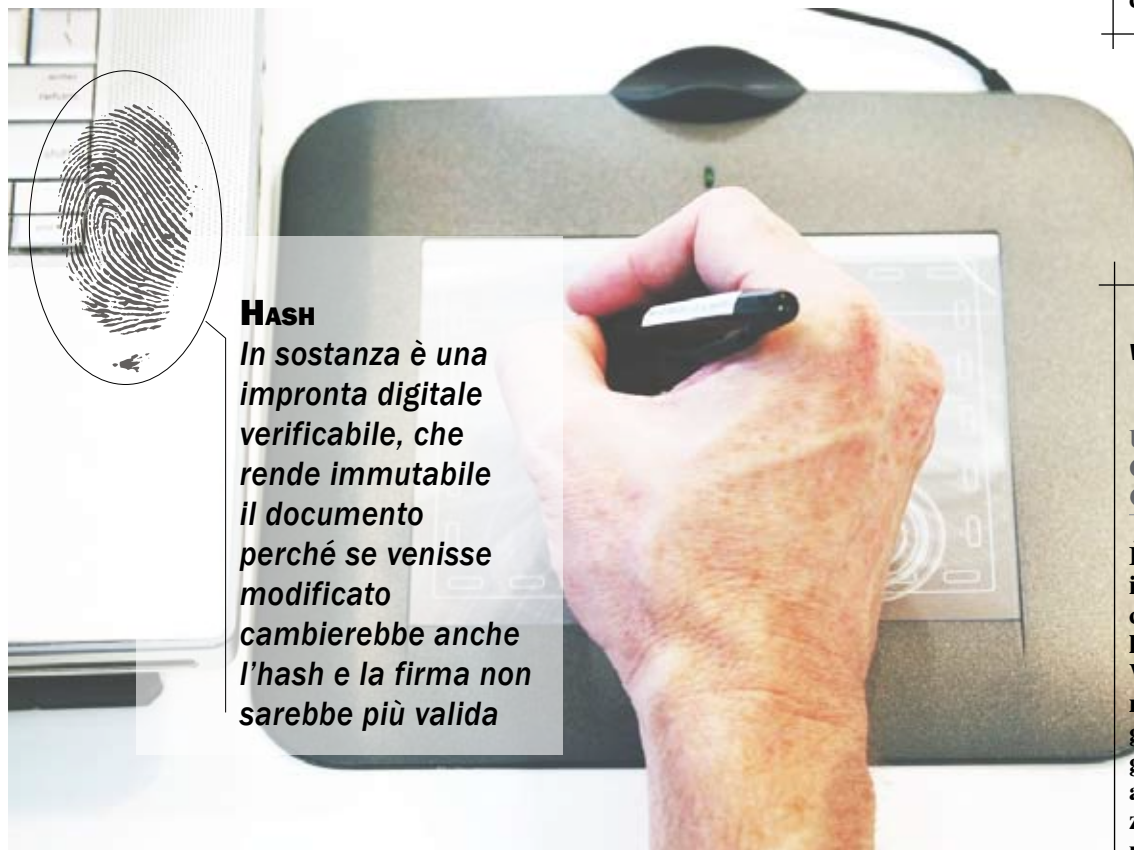 HASH
In sostanza è una
impronta digitale
verificabile, che
rende immutabile
il documento
perché se venisse
modificato
cambierebbe anche
l'hash e la firma non
sarebbe più valida